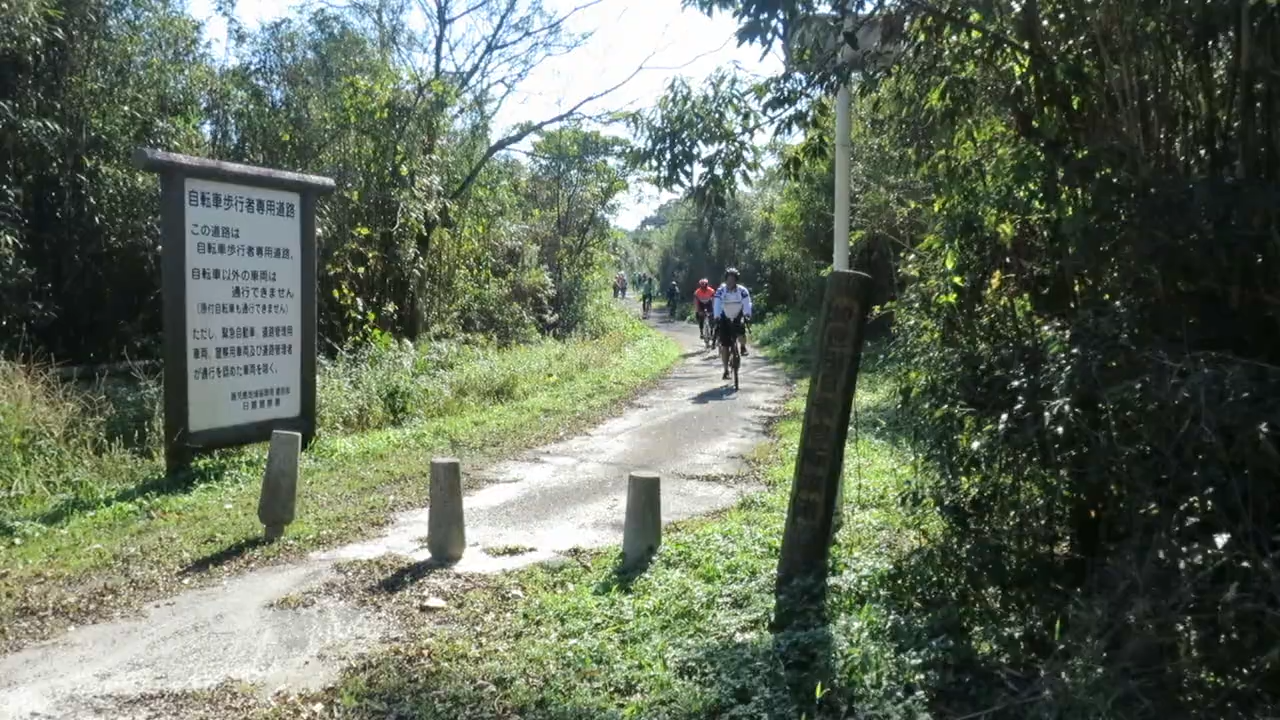 自転車歩行者専用道路
この道路は
自転車歩行者専用道路。
自転車以外の車両は
通行できません
（原付自転車も通行できません）
ただし、緊急自動車、道路管理用
車両、警察用車両及び道路管理者
が通行を認めた車両を除く。